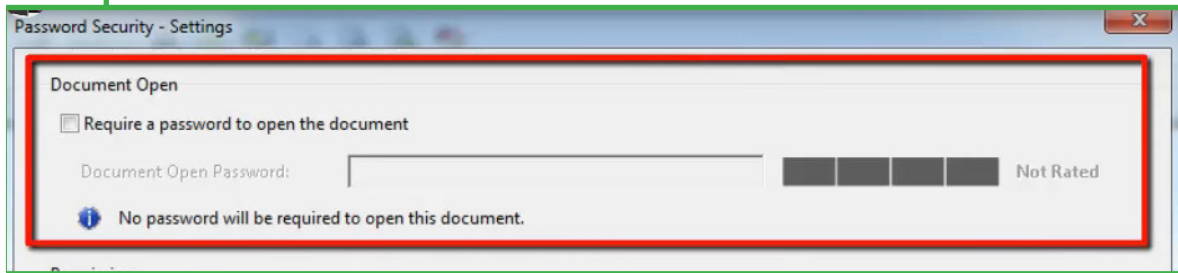 Password Security - Settings
Document Open
Require a password to open the document
Document Open Password: Not Rated
No password will be required to open this document.